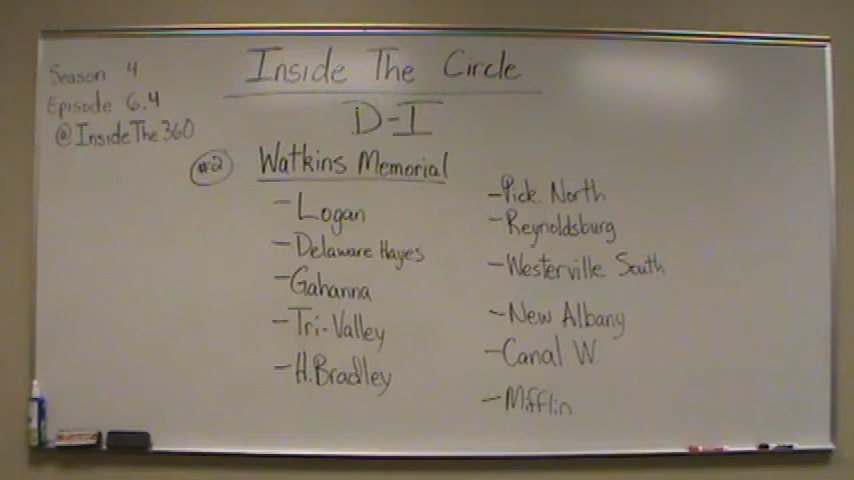 Season 4
Episode 6.4
@InsideThe360
Inside The Circle
D-I
#2 Watkins Memorial
- Logan
- Delaware Hayes
- Gahanna
- Tri-Valley
- H.Bradley
- Pick. North
- Reynoldsburg
- Westerville South
- New Albany
- Canal W.
- Mifflin